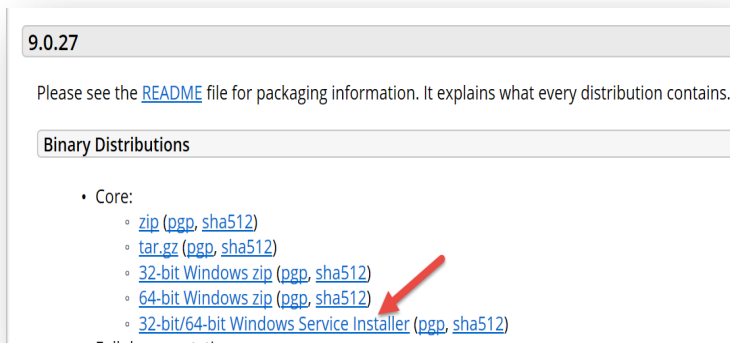 9.0.27
Please see the README file for packaging information. It explains what every distribution contains.
Binary Distributions
• Core:
◦ zip (pgp, sha512)
◦ tar.gz (pgp, sha512)
◦ 32-bit Windows zip (pgp, sha512)
◦ 64-bit Windows zip (pgp, sha512)
◦ 32-bit/64-bit Windows Service Installer (pgp, sha512)